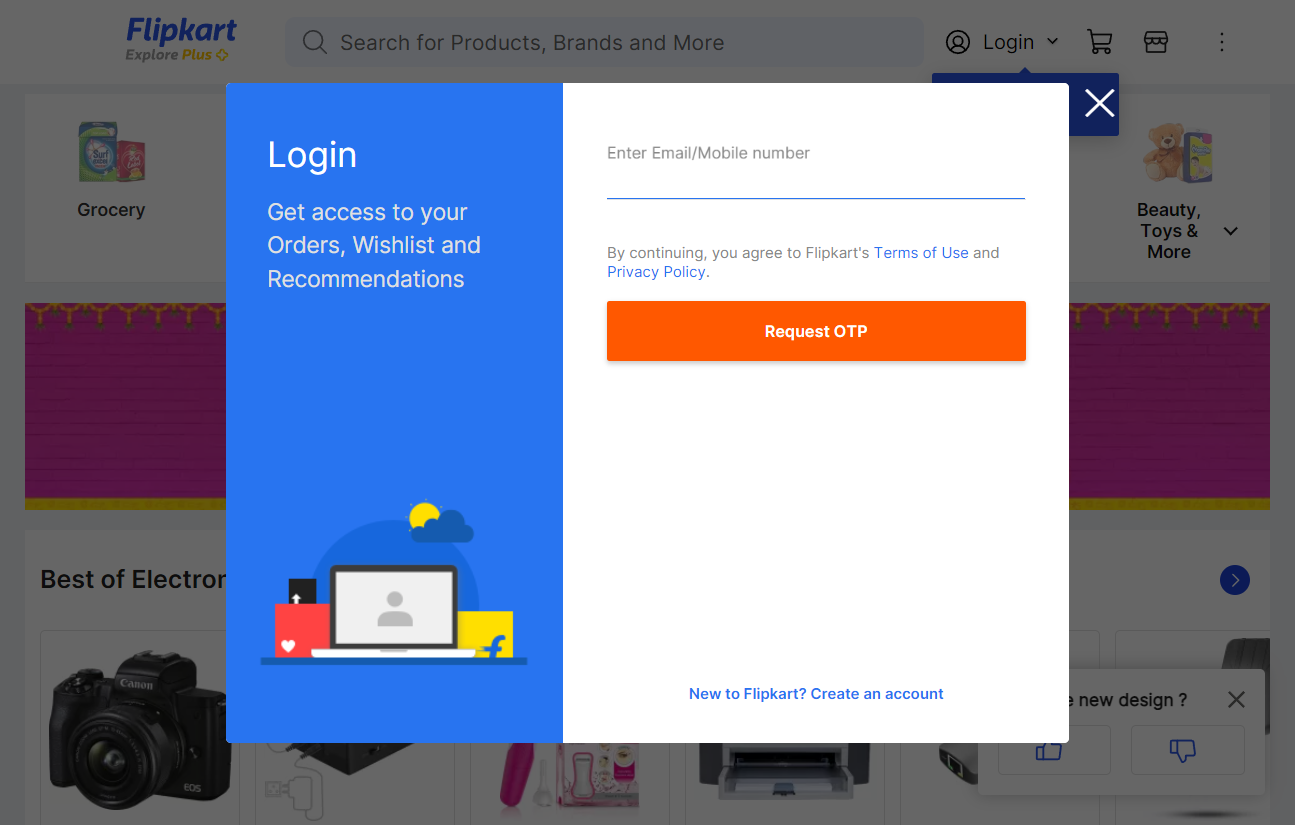 Flipkart
Explore Plus
Search for Products, Brands and More
Login
Grocery
Beauty,
Toys &
More
Login
Get access to your
Orders, Wishlist and
Recommendations
Enter Email/Mobile number
By continuing, you agree to Flipkart's Terms of Use and
Privacy Policy.
Request OTP
New to Flipkart? Create an account
Best of Electron
Canon
EOS
new design ?
Surf